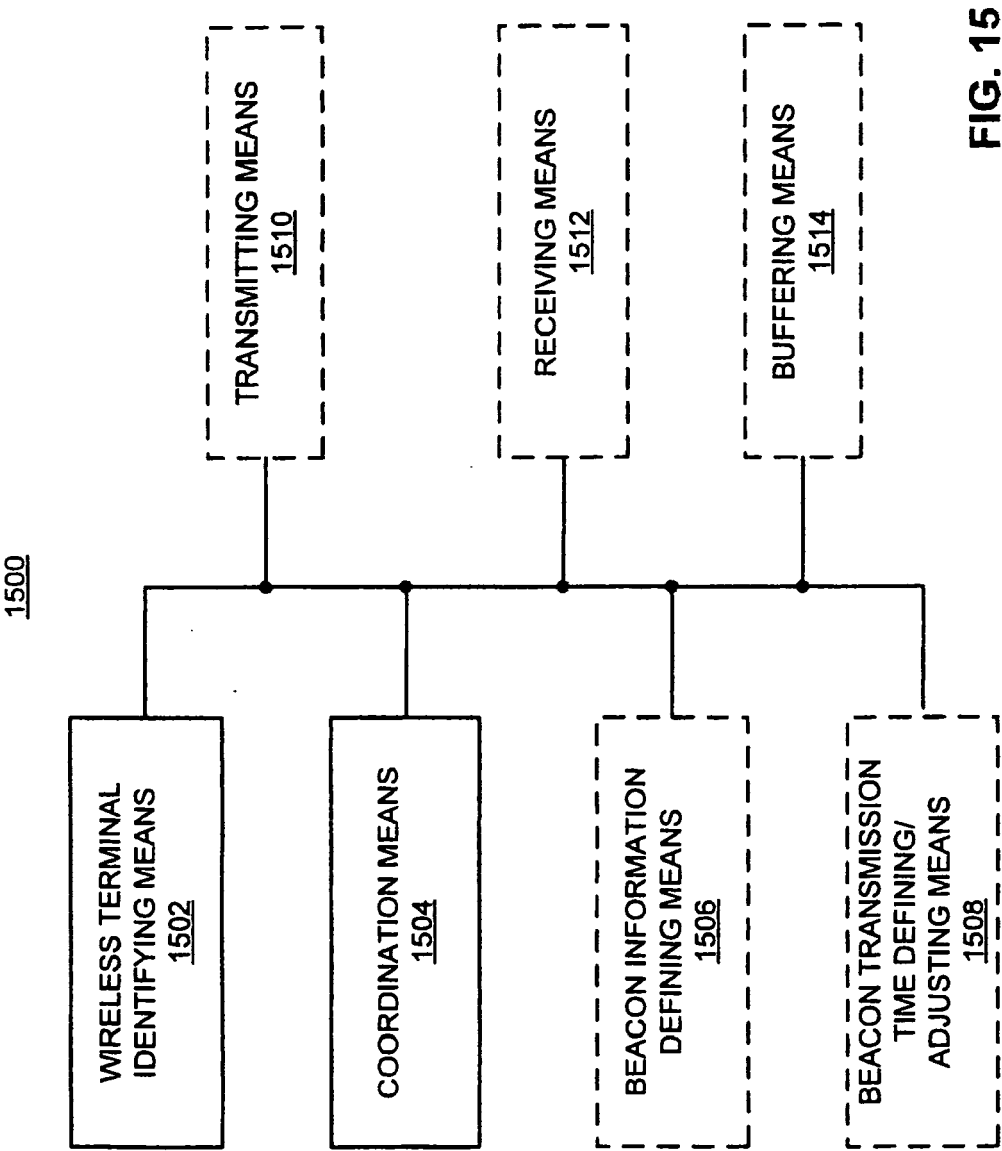 1500
WIRELESS TERMINAL
IDENTIFYING MEANS
1502
COORDINATION MEANS
1504
BEACON INFORMATION
DEFINING MEANS
1506
BEACON TRANSMISSION
TIME DEFINING/
ADJUSTING MEANS
1508
TRANSMITTING MEANS
1510
RECEIVING MEANS
1512
BUFFERING MEANS
1514
FIG. 15